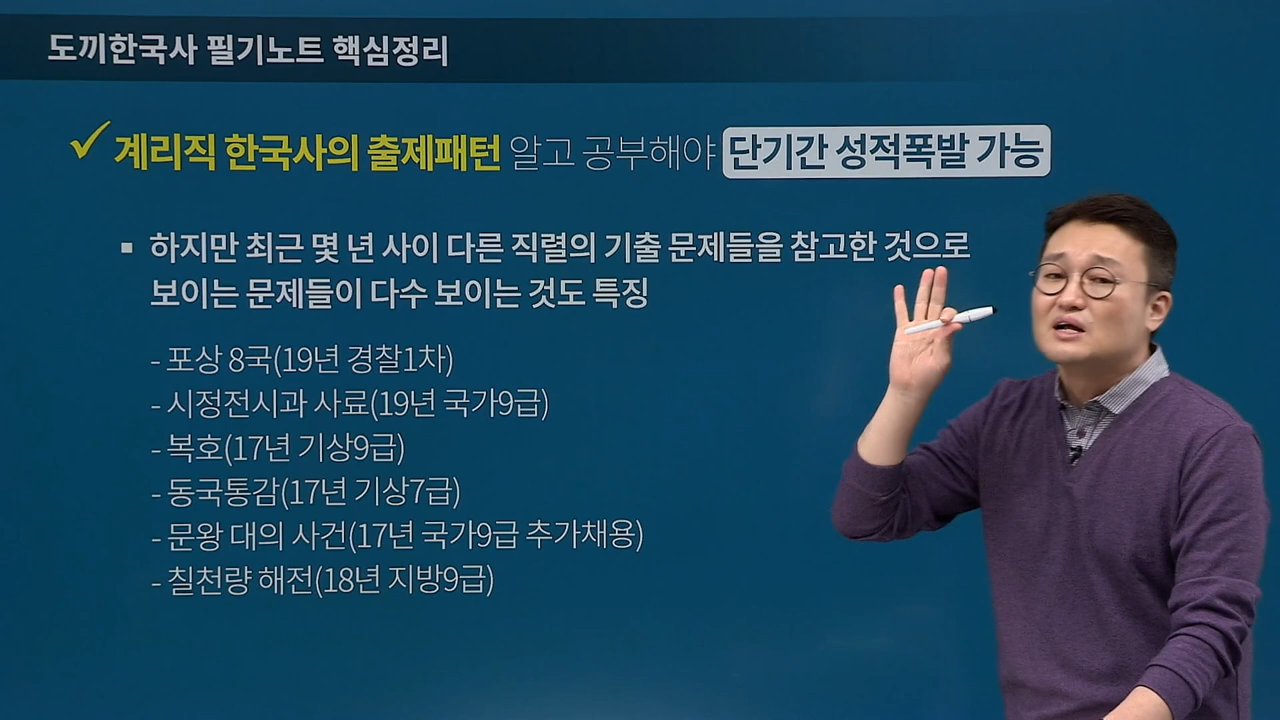 도끼한국사 필기노트 핵심정리
계리직 한국사의 출제패턴 알고 공부해야 단기간 성적폭발 가능
▪ 하지만 최근 몇 년 사이 다른 직렬의 기출 문제들을 참고한 것으로
보이는 문제들이 다수 보이는 것도 특징
- 포상 8국(19년 경찰1차)
- 시정전시과 사료(19년 국가9급)
- 복호(17년 기상9급)
- 동국통감(17년 기상7급)
- 문왕 대의 사건(17년 국가9급 추가채용)
- 칠천량 해전(18년 지방9급)